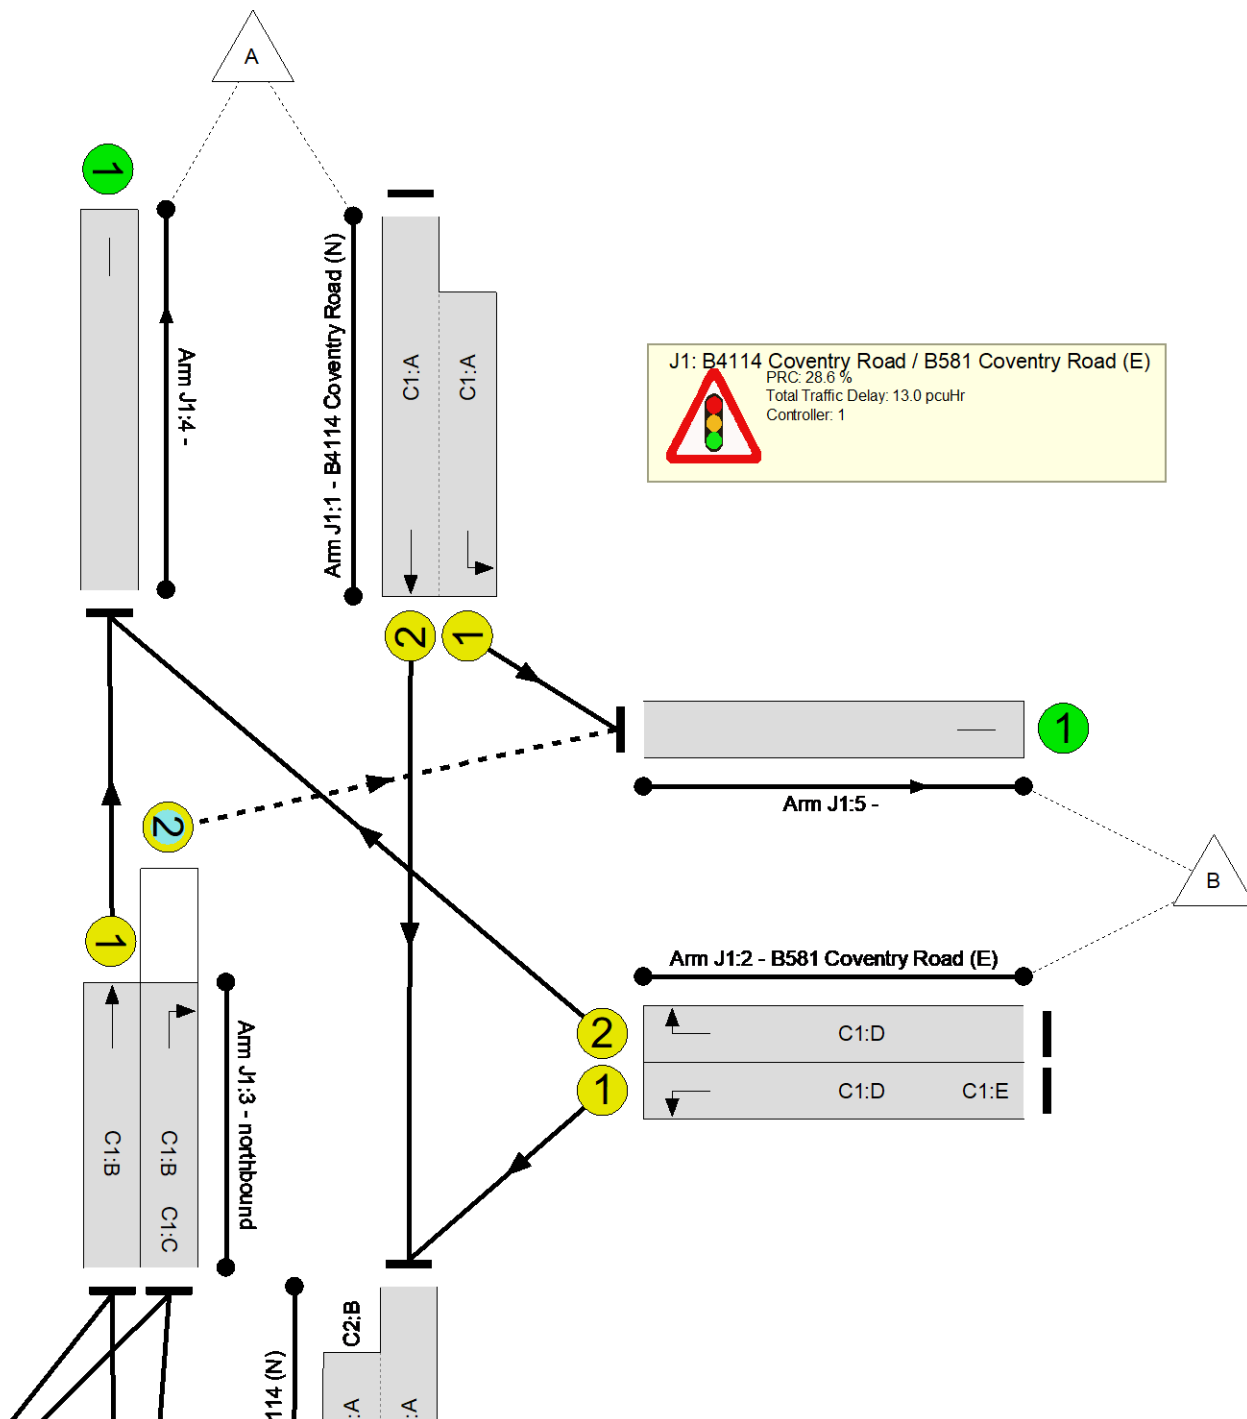 A
1
Arm J1:4 -
Arm J1:1 - B4114 Coventry Road (N)
C1:A
C1:A
J1: B4114 Coventry Road / B581 Coventry Road (E)
PRC: 28.6 %
Total Traffic Delay: 13.0 pcuHr
Controller: 1
2
1
1
Arm J1:5 -
2
B
1
Arm J1:2 - B581 Coventry Road (E)
2
C1:D
1
C1:D C1:E
Arm J1:3 - northbound
C1:B
C1:B C1:C
C2:B
114 (N)
:A
:A